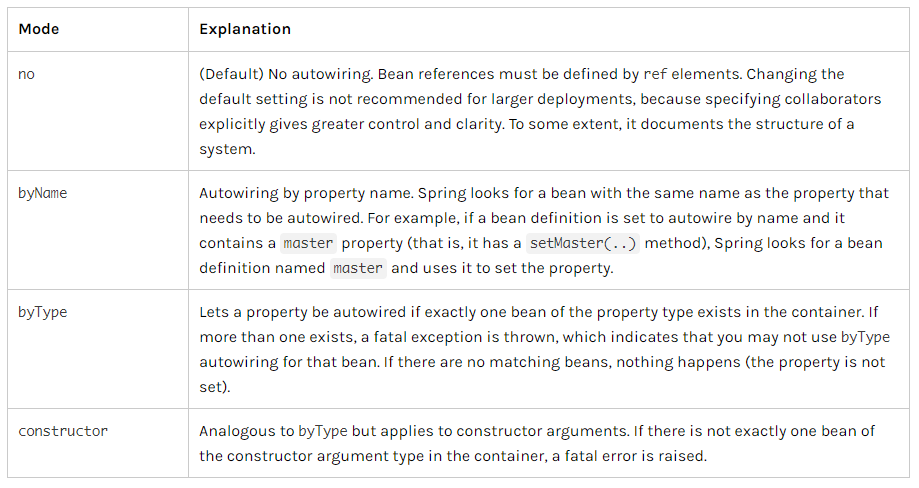 Mode
Explanation
no
(Default) No autowiring. Bean references must be defined by ref elements. Changing the
default setting is not recommended for larger deployments, because specifying collaborators
explicitly gives greater control and clarity. To some extent, it documents the structure of a
system.
byName
Autowiring by property name. Spring looks for a bean with the same name as the property that
needs to be autowired. For example, if a bean definition is set to autowire by name and it
contains a master property (that is, it has a setMaster(..) method), Spring looks for a bean
definition named master and uses it to set the property.
byType
Lets a property be autowired if exactly one bean of the property type exists in the container. If
more than one exists, a fatal exception is thrown, which indicates that you may not use byType
autowiring for that bean. If there are no matching beans, nothing happens (the property is not
set).
constructor
Analogous to byType but applies to constructor arguments. If there is not exactly one bean of
the constructor argument type in the container, a fatal error is raised.